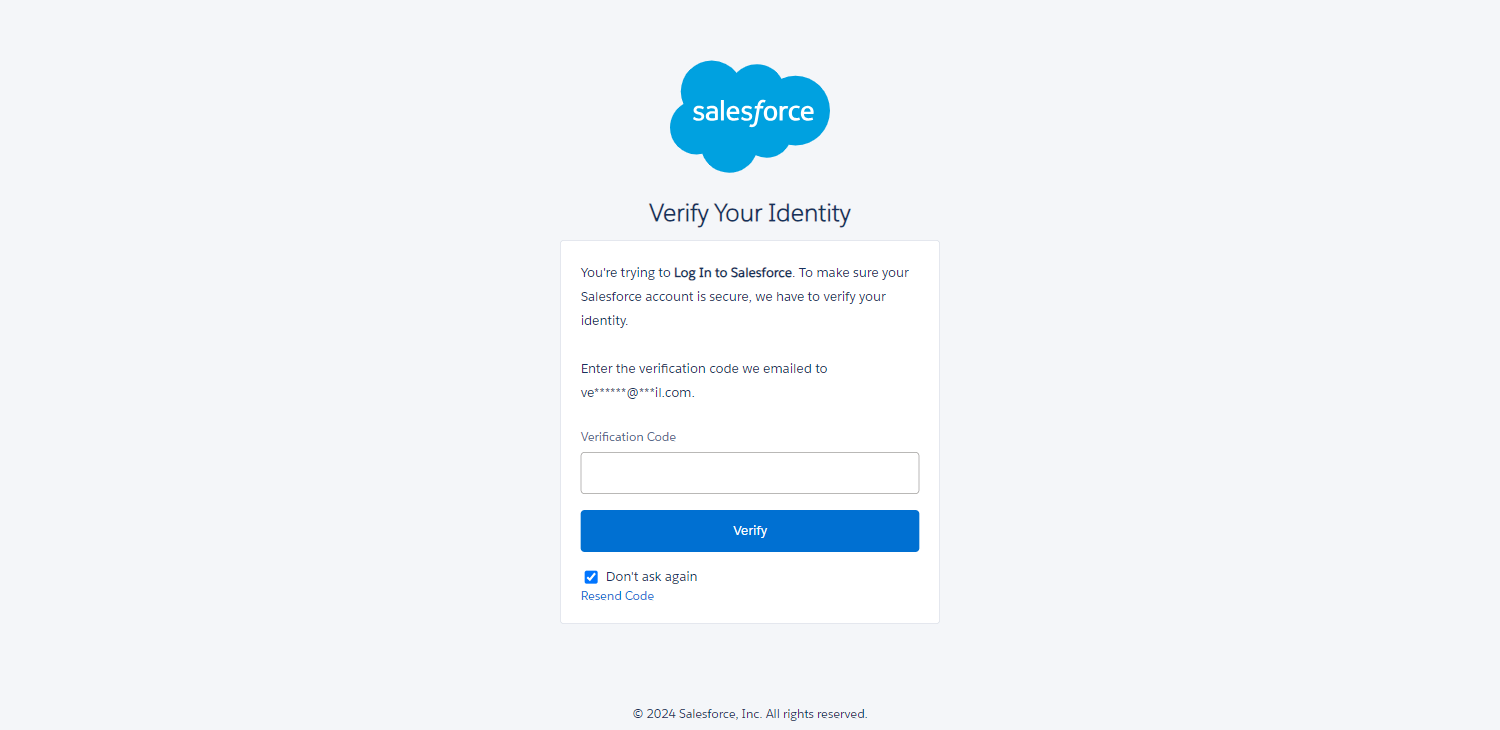 salesforce
Verify Your Identity
You're trying to Log In to Salesforce. To make sure your
Salesforce account is secure, we have to verify your
identity.
Enter the verification code we emailed to
ve******@***il.com.
Verification Code
Verify
Don't ask again
Resend Code
© 2024 Salesforce, Inc. All rights reserved.